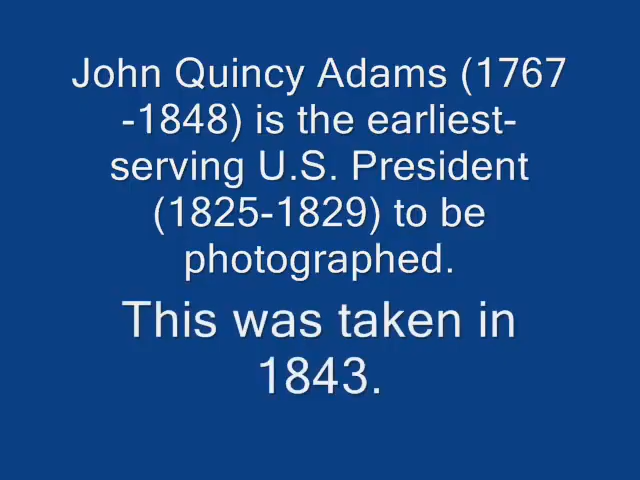 John Quincy Adams (1767
-1848) is the earliest-
serving U.S. President
(1825-1829) to be
photographed.
This was taken in
1843.